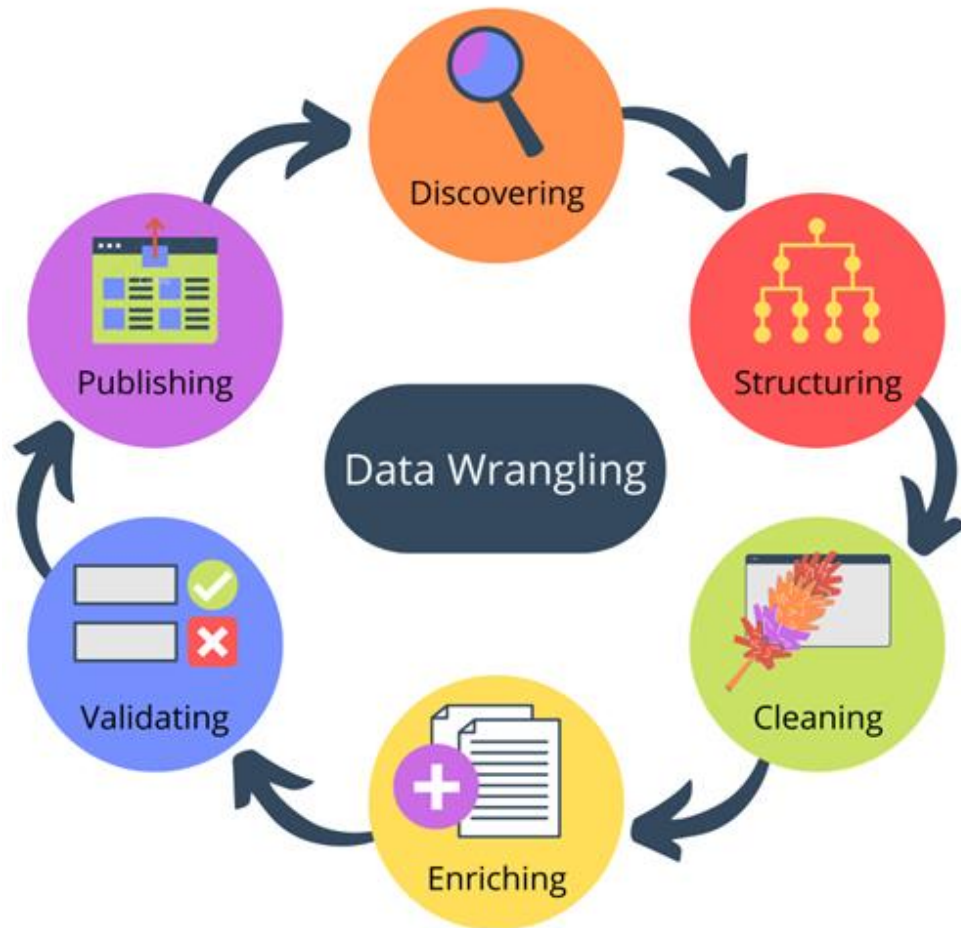 Discovering
Structuring
Cleaning
Enriching
Validating
Publishing
Data Wrangling